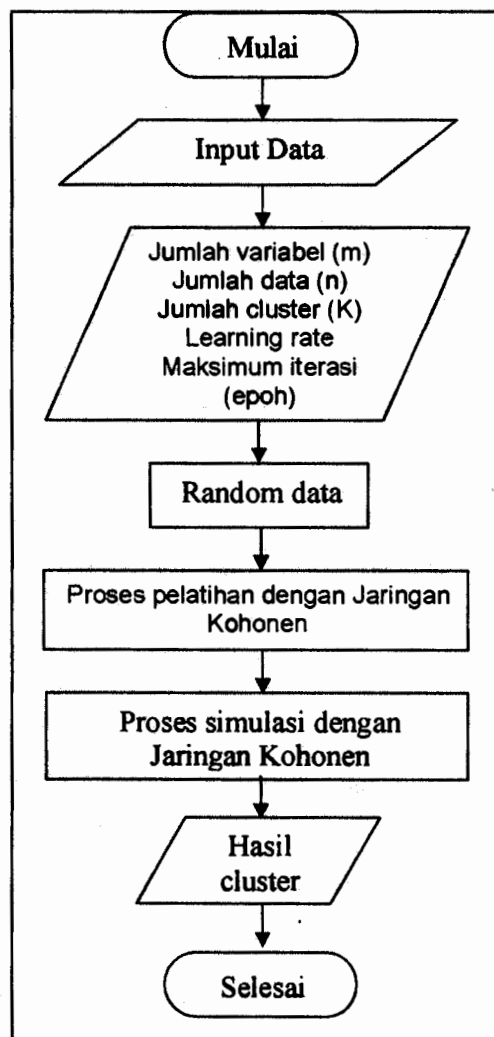 Mulai
Input Data
Jumlah variabel (m)
Jumlah data (n)
Jumlah cluster (K)
Learning rate
Maksimum iterasi
(epoh)
Random data
Proses pelatihan dengan Jaringan
Kohonen
Proses simulasi dengan
Jaringan Kohonen
Hasil
cluster
Selesai